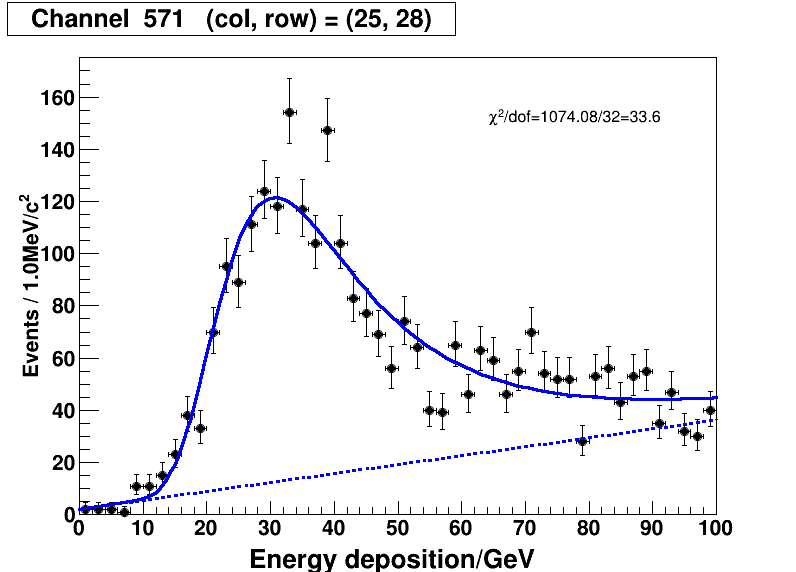 Channel 571 (col, row) = (25, 28)
χ²/dof=1074.08/32=33.6
Events / 1.0MeV/c²
160
140
120
100
80
60
40
20
0
0 10 20 30 40 50 60 70 80 90 100
Energy deposition/GeV